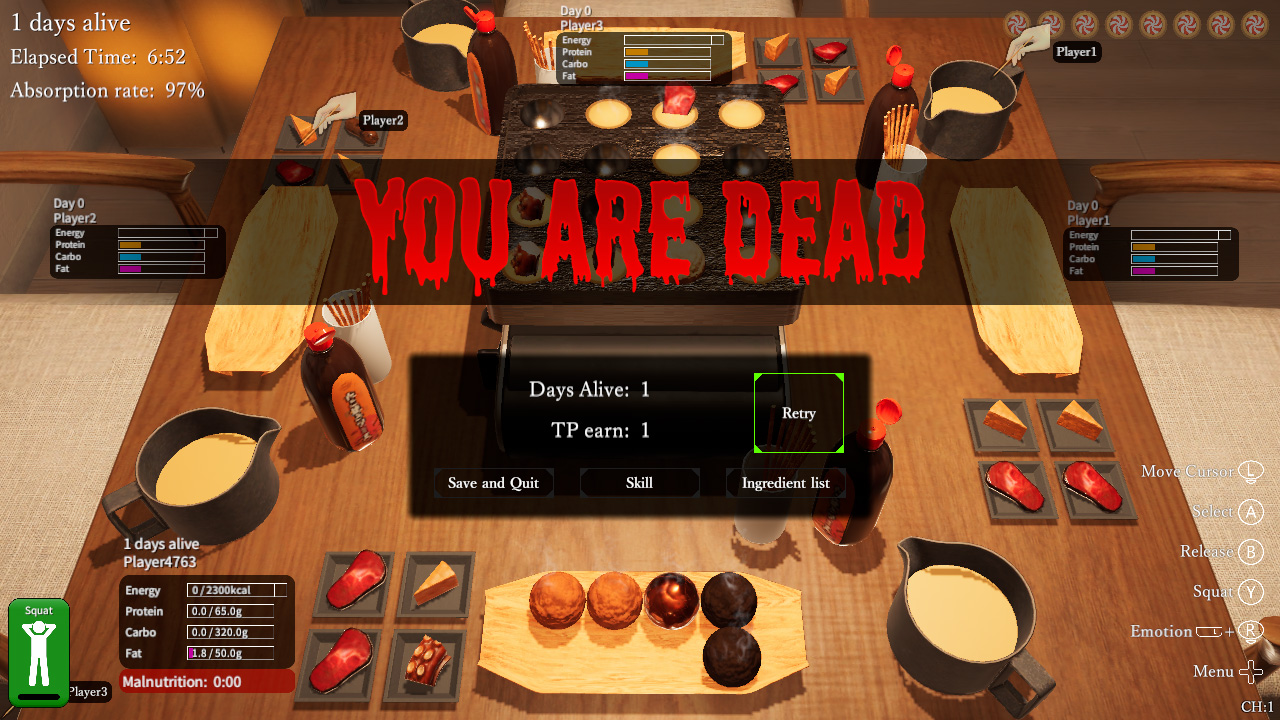 1 days alive
Elapsed Time: 6:52
Absorption rate: 97%
Day 0
Player3
Energy
Protein
Carbo
Fat
Player1
Player2
Day 0
Player2
Energy
Protein
Carbo
Fat
YOU ARE DEAD
Day 0
Player1
Energy
Protein
Carbo
Fat
Days Alive: 1
TP earn: 1
Retry
Save and Quit
Skill
Ingredient list
Move Cursor L
Select A
Release B
Squat Y
Emotion + R
Menu
CH:1
1 days alive
Player4763
Energy 0/2300kcal
Protein 0.0/65.0g
Carbo 0.0/320.0g
Fat 1.8/50.0g
Malnutrition: 0:00
Squat
Player3